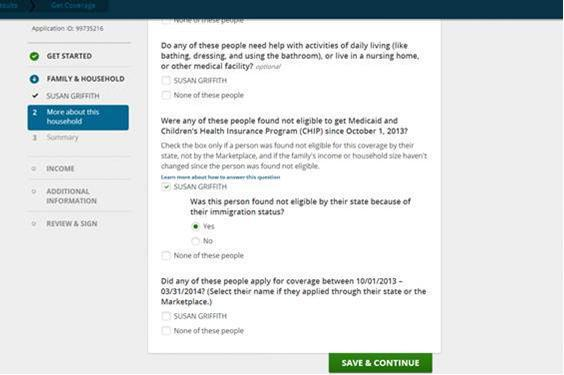 Results
Get Coverage
None of these people
Application ID: 99735216
Do any of these people need help with activities of daily living (like
bathing, dressing, and using the bathroom), or live in a nursing home,
or other medical facility? optional
SUSAN GRIFFITH
None of these people
GET STARTED
FAMILY & HOUSEHOLD
SUSAN GRIFFITH
2 More about this
household
3 Summary
INCOME
ADDITIONAL
INFORMATION
REVIEW & SIGN
Were any of these people found not eligible to get Medicaid and
Children's Health Insurance Program (CHIP) since October 1, 2013?
Check the box only if a person was found not eligible for this coverage by their
state, not by the Marketplace, and if the family's income or household size haven't
changed since the person was found not eligible.
Learn more about how to answer this question
SUSAN GRIFFITH
Was this person found not eligible by their state because of
their immigration status?
Yes
No
None of these people
Did any of these people apply for coverage between 10/01/2013 –
03/31/2014? (Select their name if they applied through their state or the
Marketplace.)
SUSAN GRIFFITH
None of these people
SAVE & CONTINUE